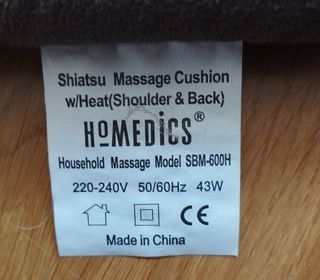 Shiatsu Massage Cushion
w/Heat(Shoulder & Back)
HoMEDiCS®
Household Massage Model SBM-600H
220-240V 50/60Hz 43W
CE
Made in China